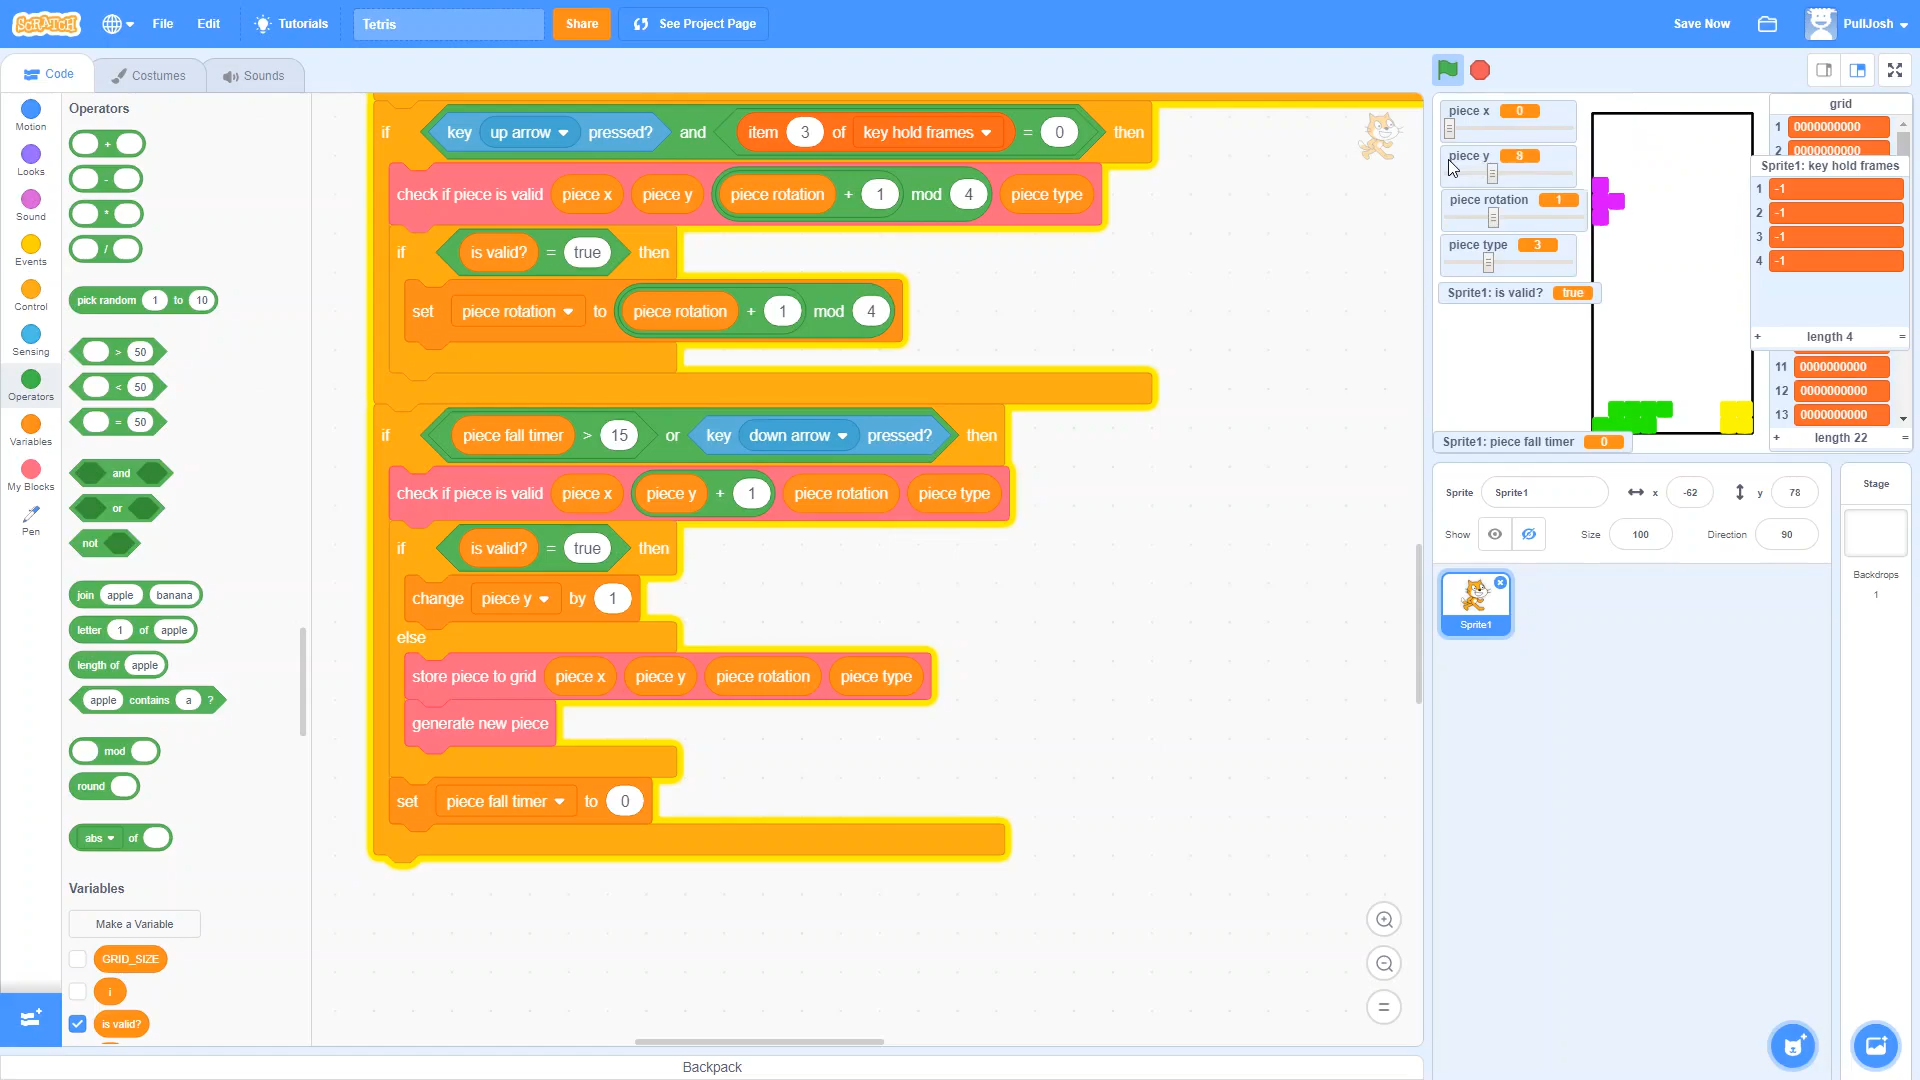 SCRATCH File Edit Tutorials Tetris Share See Project Page Save Now PullJosh
Code Costumes Sounds
Motion
Looks
Sound
Events
Control
Sensing
Operators
Variables
My Blocks
Pen
Operators
+
-
*
/
pick random 1 to 10
> 50
< 50
= 50
and
or
not
join apple banana
letter 1 of apple
length of apple
apple contains a ?
mod
round
abs of
Variables
Make a Variable
GRID_SIZE
i
is valid?
if key up arrow pressed? and item 3 of key hold frames = 0 then
check if piece is valid piece x piece y piece rotation + 1 mod 4 piece type
if is valid? = true then
set piece rotation to piece rotation + 1 mod 4
if piece fall timer > 15 or key down arrow pressed? then
check if piece is valid piece x piece y + 1 piece rotation piece type
if is valid? = true then
change piece y by 1
else
store piece to grid piece x piece y piece rotation piece type
generate new piece
set piece fall timer to 0
Backpack
piece x 0
piece y 8
piece rotation 1
piece type 3
Sprite1: is valid? true
Sprite1: piece fall timer 0
grid
1 0000000000
2 0000000000
Sprite1: key hold frames
1 -1
2 -1
3 -1
4 -1
+ length 4 =
11 0000000000
12 0000000000
13 0000000000
+ length 22 =
Sprite Sprite1 x -62 y 78
Show Size 100 Direction 90
Sprite1
Stage
Backdrops
1